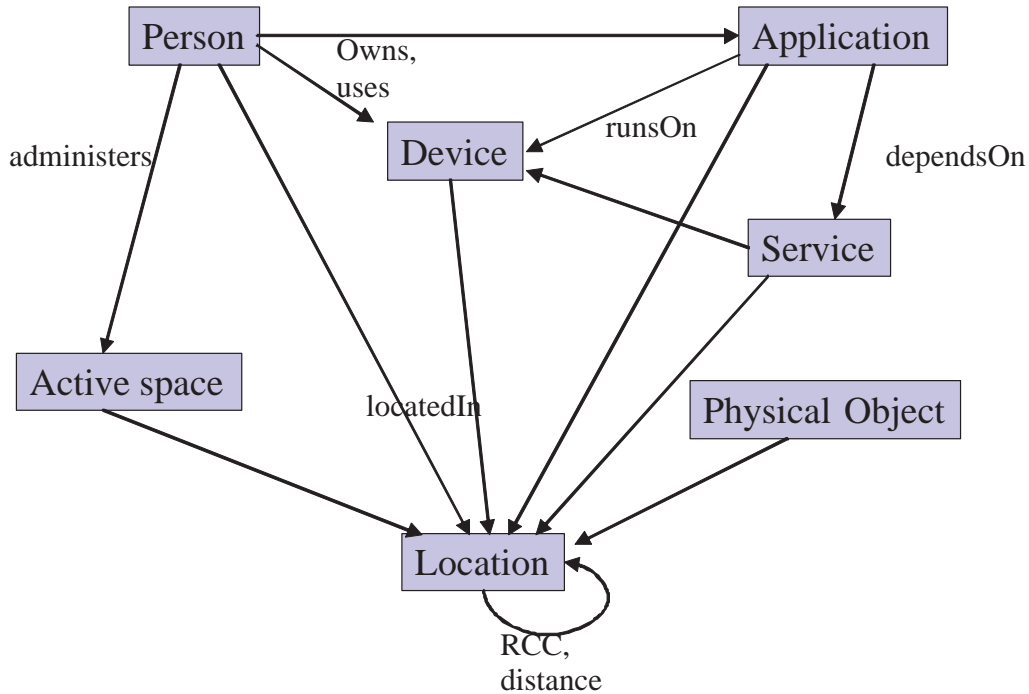 Person
Application
Owns,
uses
runsOn
Device
administers
dependsOn
Service
Active space
locatedIn
Physical Object
Location
RCC,
distance